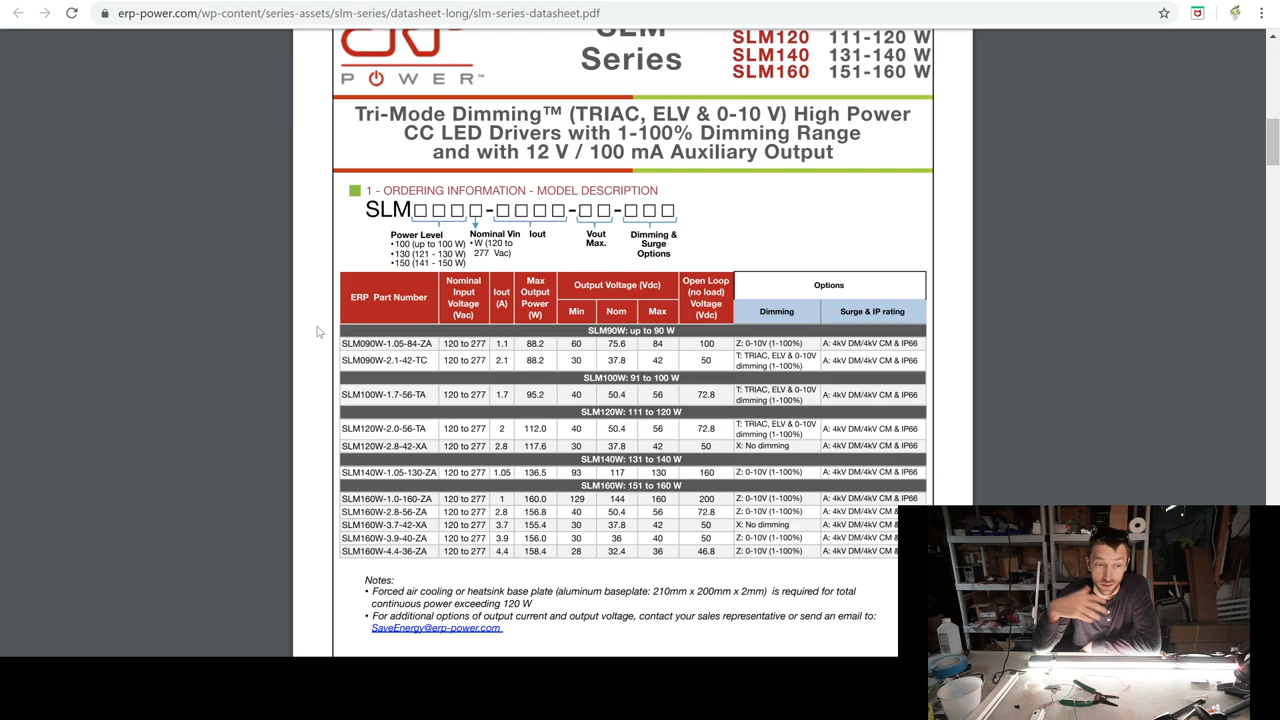 erp-power.com/wp-content/series-assets/slm-series/datasheet-long/slm-series-datasheet.pdf
erp
POWER™
SLM
Series
SLM120 111-120 W
SLM140 131-140 W
SLM160 151-160 W
Tri-Mode Dimming™ (TRIAC, ELV & 0-10 V) High Power
CC LED Drivers with 1-100% Dimming Range
and with 12 V / 100 mA Auxiliary Output
1 - ORDERING INFORMATION - MODEL DESCRIPTION
SLM□□□□-□□□□-□□-□□□
Power Level
• 100 (up to 100 W)
• 130 (121 - 130 W)
• 150 (141 - 150 W)
Nominal Vin
• W (120 to
277 Vac)
Iout
Vout
Max.
Dimming &
Surge
Options
ERP Part Number
Nominal
Input
Voltage
(Vac)
Iout
(A)
Max
Output
Power
(W)
Output Voltage (Vdc)
Min Nom Max
Open Loop
(no load)
Voltage
(Vdc)
Options
Dimming Surge & IP rating
SLM90W: up to 90 W
SLM090W-1.05-84-ZA 120 to 277 1.1 88.2 60 75.6 84 100 Z: 0-10V (1-100%) A: 4kV DM/4kV CM & IP66
SLM090W-2.1-42-TC 120 to 277 2.1 88.2 30 37.8 42 50 T: TRIAC, ELV & 0-10V dimming (1-100%) A: 4kV DM/4kV CM & IP66
SLM100W: 91 to 100 W
SLM100W-1.7-56-TA 120 to 277 1.7 95.2 40 50.4 56 72.8 T: TRIAC, ELV & 0-10V dimming (1-100%) A: 4kV DM/4kV CM & IP66
SLM120W: 111 to 120 W
SLM120W-2.0-56-TA 120 to 277 2 112.0 40 50.4 56 72.8 T: TRIAC, ELV & 0-10V dimming (1-100%) A: 4kV DM/4kV CM & IP66
SLM120W-2.8-42-XA 120 to 277 2.8 117.6 30 37.8 42 50 X: No dimming A: 4kV DM/4kV CM & IP66
SLM140W: 131 to 140 W
SLM140W-1.05-130-ZA 120 to 277 1.05 136.5 93 117 130 160 Z: 0-10V (1-100%) A: 4kV DM/4kV CM & IP66
SLM160W: 151 to 160 W
SLM160W-1.0-160-ZA 120 to 277 1 160.0 129 144 160 200 Z: 0-10V (1-100%) A: 4kV DM/4kV CM & IP66
SLM160W-2.8-56-ZA 120 to 277 2.8 156.8 40 50.4 56 72.8 Z: 0-10V (1-100%) A: 4kV DM/4kV CM &
SLM160W-3.7-42-XA 120 to 277 3.7 155.4 30 37.8 42 50 X: No dimming A: 4kV DM/4kV CM &
SLM160W-3.9-40-ZA 120 to 277 3.9 156.0 30 36 40 50 Z: 0-10V (1-100%) A: 4kV DM/4kV CM &
SLM160W-4.4-36-ZA 120 to 277 4.4 158.4 28 32.4 36 46.8 Z: 0-10V (1-100%) A: 4kV DM/4kV CM &
Notes:
• Forced air cooling or heatsink base plate (aluminum baseplate: 210mm x 200mm x 2mm) is required for total
continuous power exceeding 120 W
• For additional options of output current and output voltage, contact your sales representative or send an email to:
SaveEnergy@erp-power.com